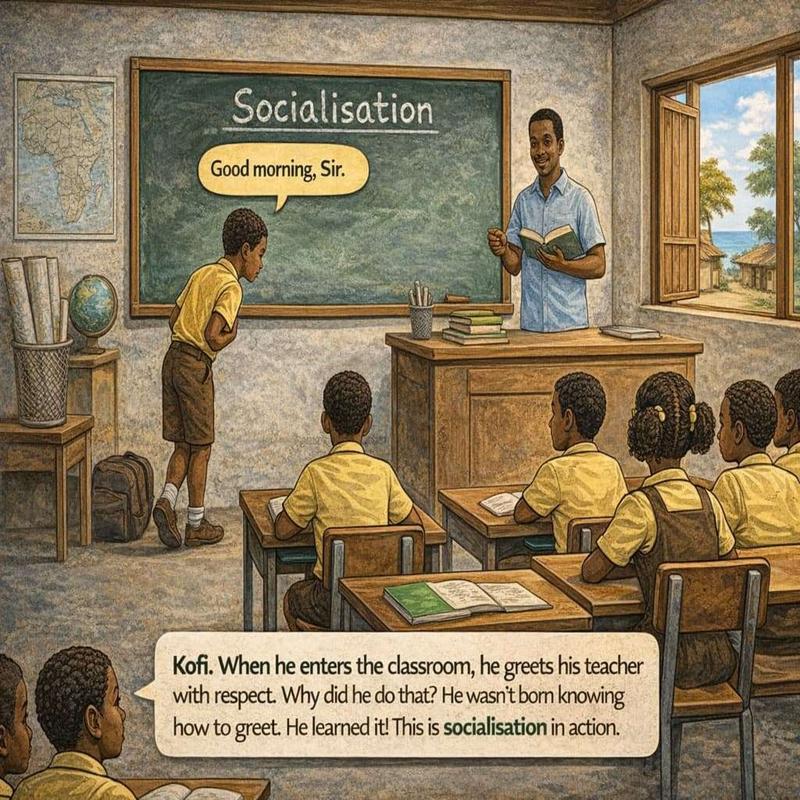 Socialisation
Good morning, Sir.
Kofi. When he enters the classroom, he greets his teacher
with respect. Why did he do that? He wasn't born knowing
how to greet. He learned it! This is socialisation in action.